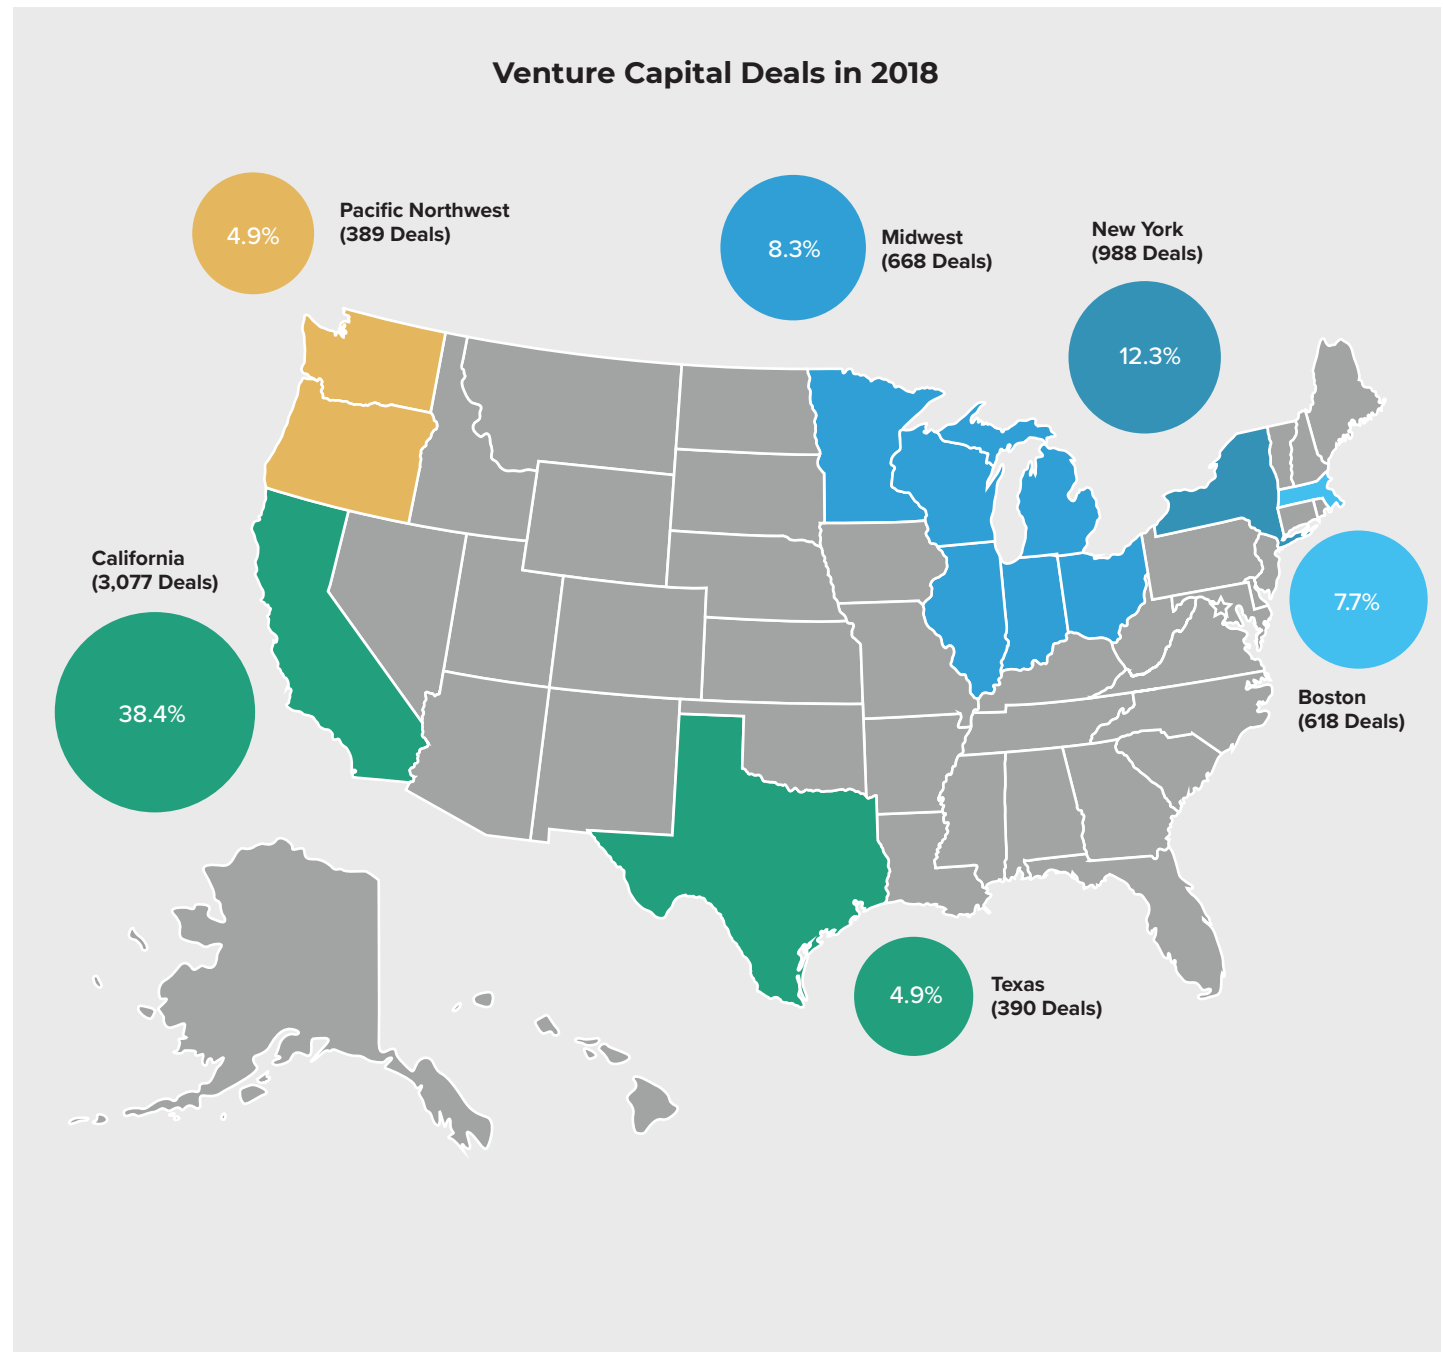 Venture Capital Deals in 2018
4.9%
Pacific Northwest
(389 Deals)
8.3%
Midwest
(668 Deals)
New York
(988 Deals)
12.3%
California
(3,077 Deals)
38.4%
7.7%
Boston
(618 Deals)
4.9%
Texas
(390 Deals)